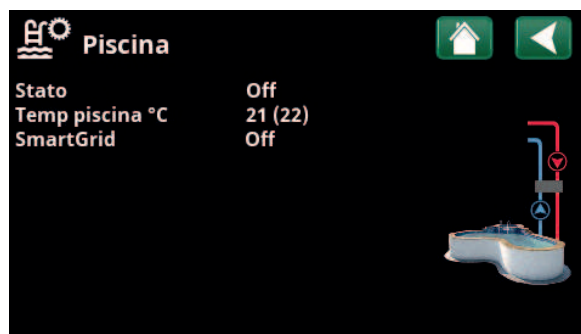 Piscina
Stato Off
Temp piscina °C 21 (22)
SmartGrid Off